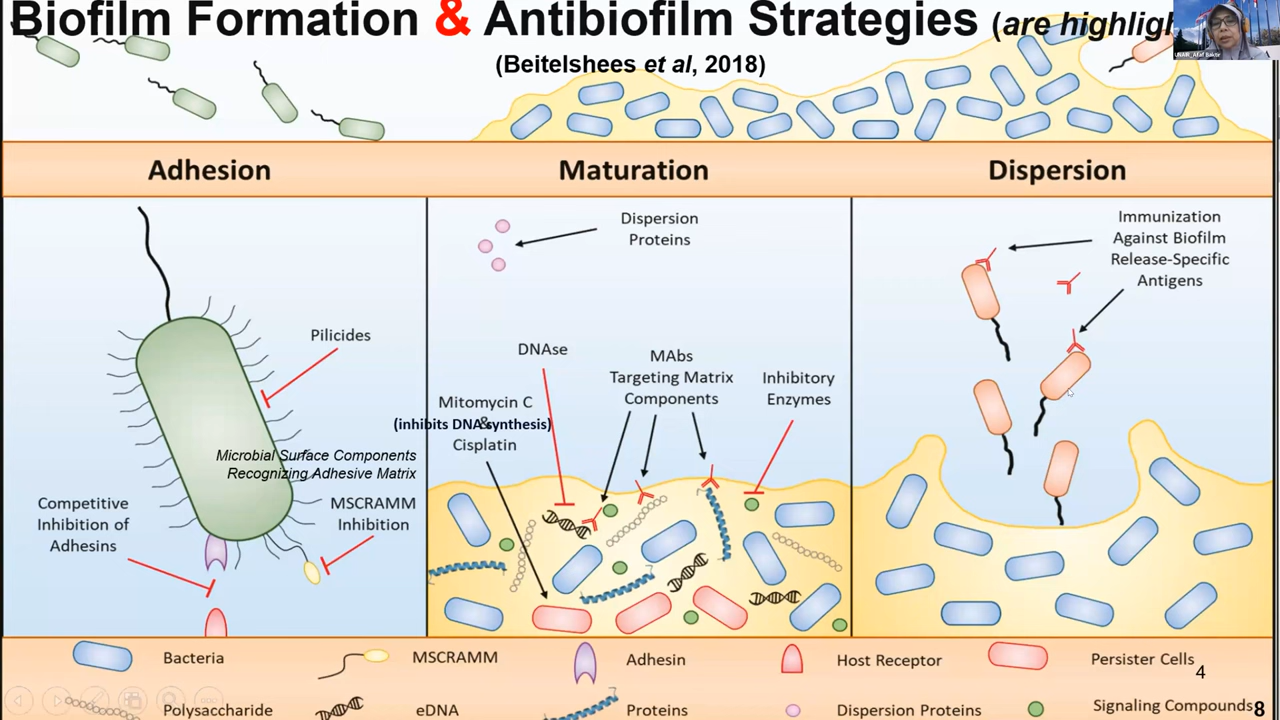 Biofilm Formation & Antibiofilm Strategies (are highligh
(Beitelshees et al, 2018)
Adhesion
Maturation
Dispersion
Pilicides
Microbial Surface Components
Recognizing Adhesive Matrix
Competitive
Inhibition of
Adhesins
MSCRAMM
Inhibition
Dispersion
Proteins
DNAse
MAbs
Targeting Matrix
Components
Inhibitory
Enzymes
Mitomycin C
&
(inhibits DNA synthesis)
Cisplatin
Immunization
Against Biofilm
Release-Specific
Antigens
Bacteria
MSCRAMM
Adhesin
Host Receptor
Persister Cells
4
Polysaccharide
eDNA
Proteins
Dispersion Proteins
Signaling Compounds
8